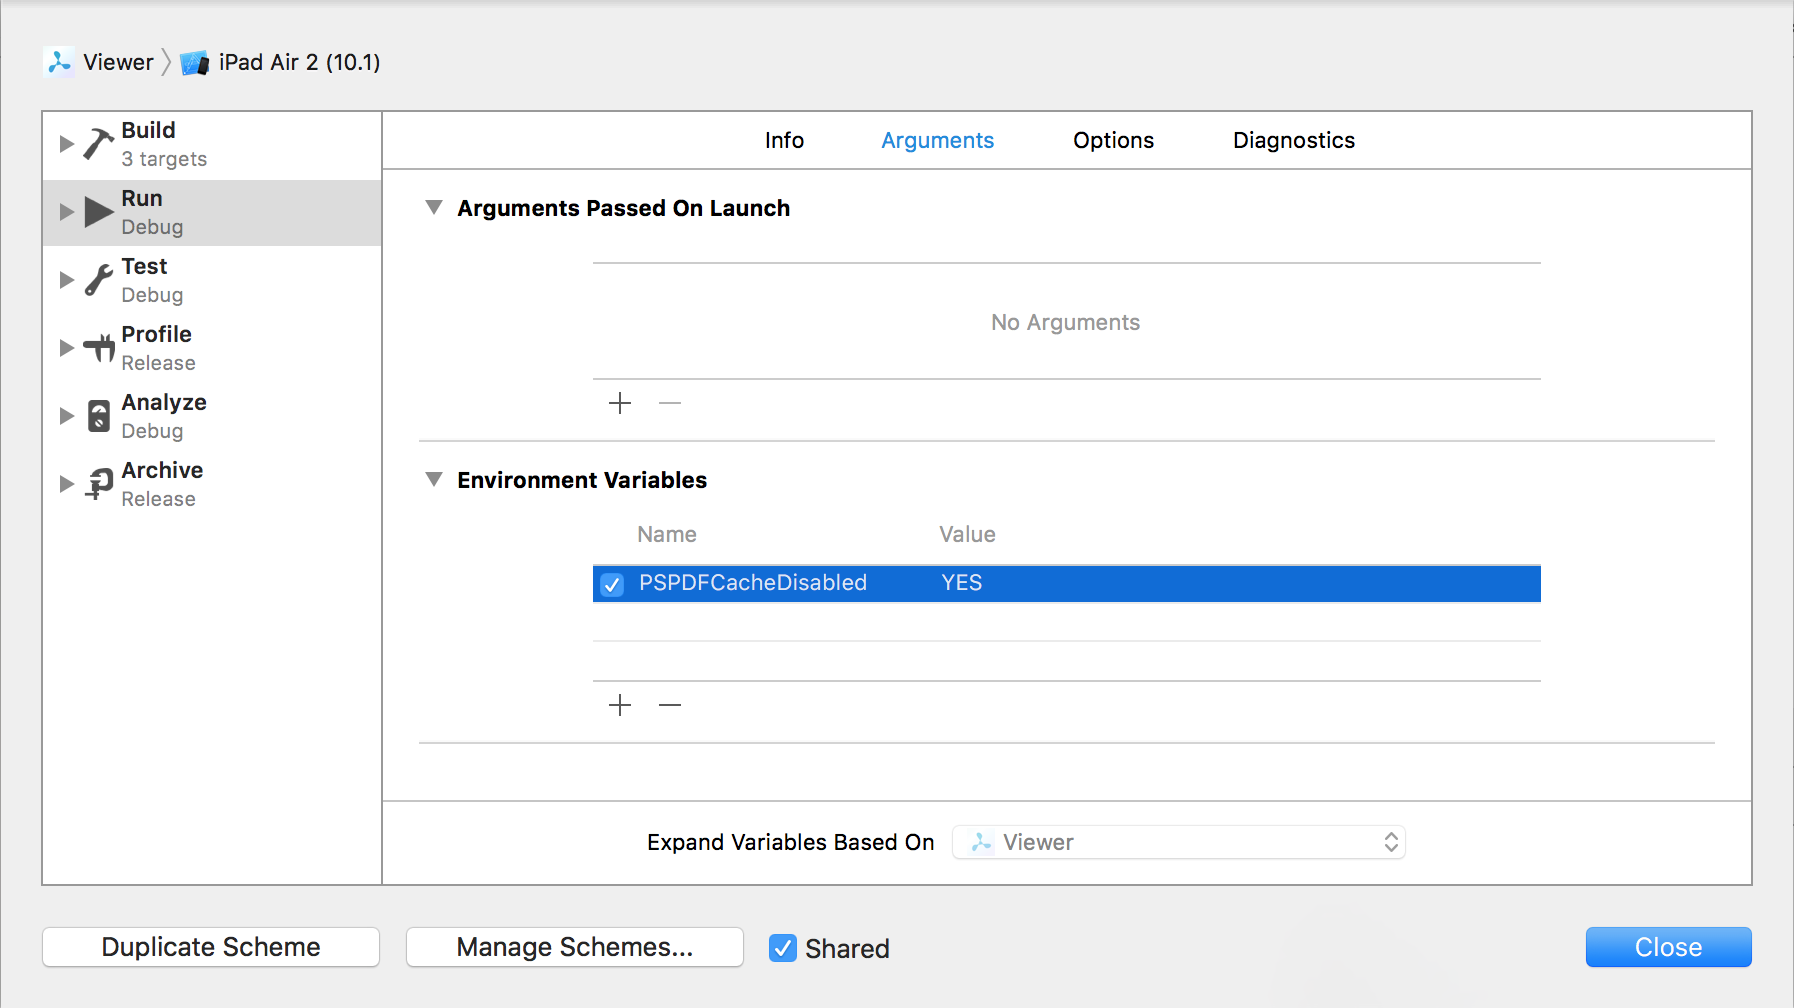 Viewer iPad Air 2 (10.1)
Build
3 targets
Run
Debug
Test
Debug
Profile
Release
Analyze
Debug
Archive
Release
Info Arguments Options Diagnostics
Arguments Passed On Launch
No Arguments
Environment Variables
Name Value
PSPDFCacheDisabled YES
Expand Variables Based On Viewer
Duplicate Scheme Manage Schemes... Shared Close